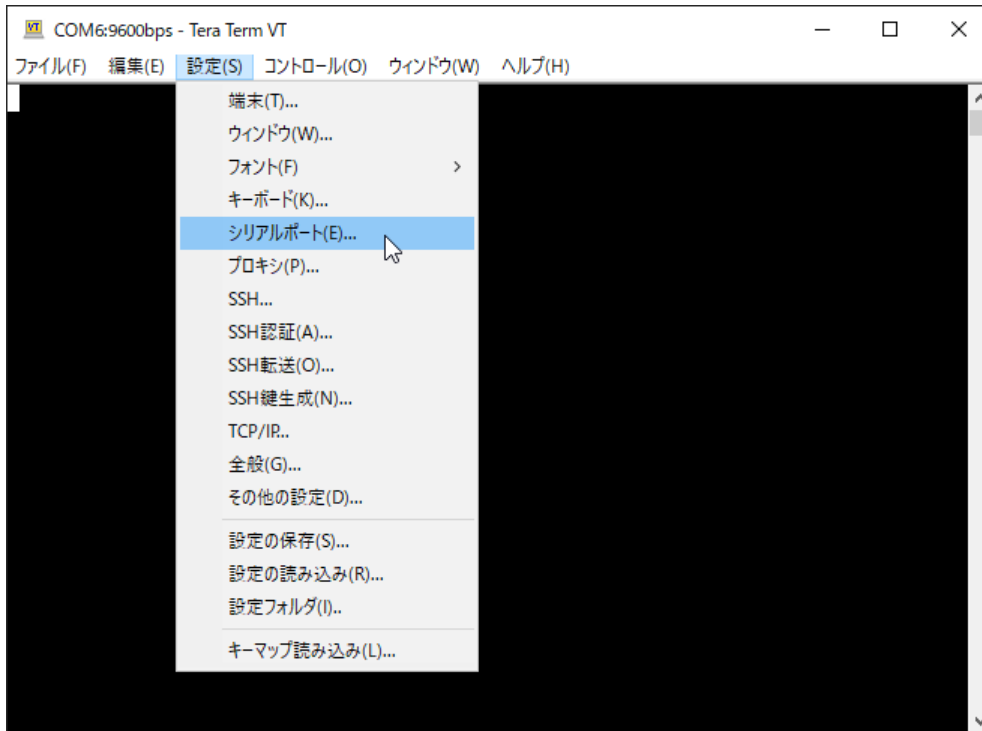 COM6:9600bps - Tera Term VT
ファイル(F) 編集(E) 設定(S) コントロール(O) ウィンドウ(W) ヘルプ(H)
端末(T)...
ウィンドウ(W)...
フォント(F)
キーボード(K)...
シリアルポート(E)...
プロキシ(P)...
SSH...
SSH認証(A)...
SSH転送(O)...
SSH鍵生成(N)...
TCP/IP...
全般(G)...
その他の設定(D)...
設定の保存(S)...
設定の読み込み(R)...
設定フォルダ(I)..
キーマップ読み込み(L)...